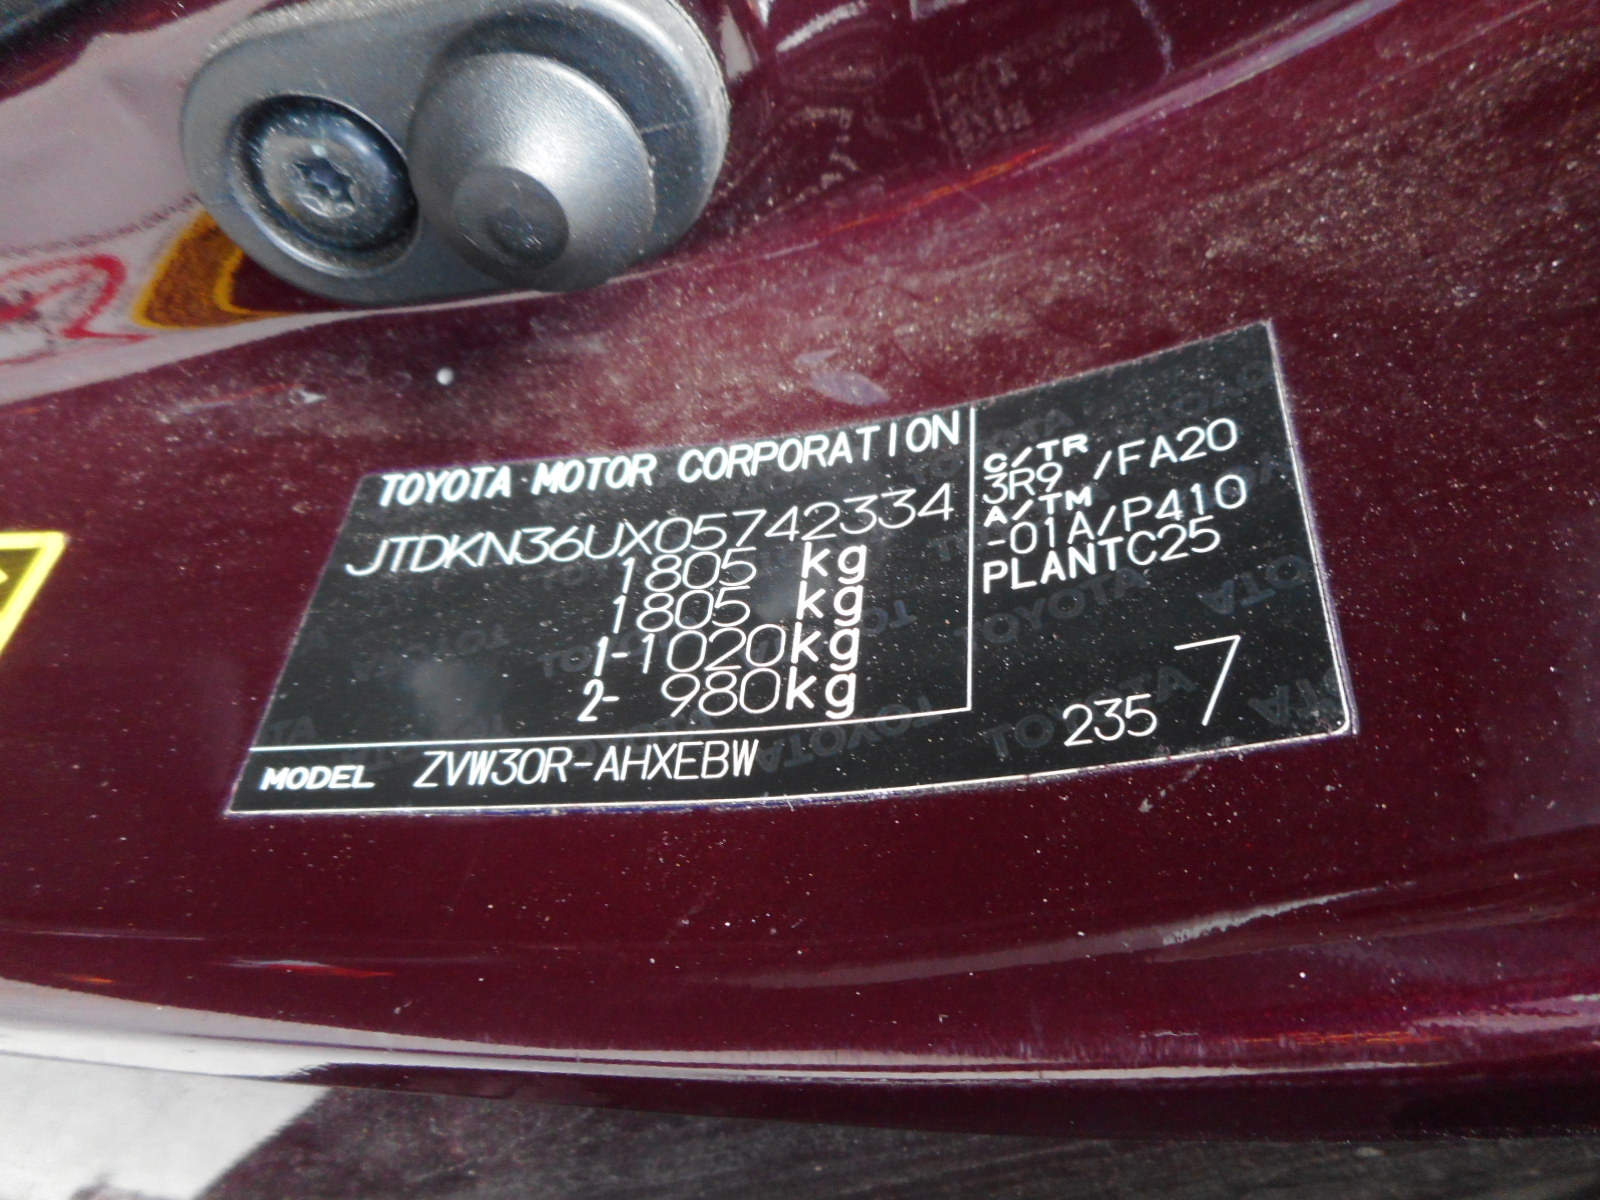 TOYOTA MOTOR CORPORATION
JTDKN36UX05742334
1805 kg
1805 kg
1-1020kg
2- 980kg
MODEL ZVW30R-AHXEBW
C/TR
3R9 /FA20
A/TM
-01A/P410
PLANTC25
235 7